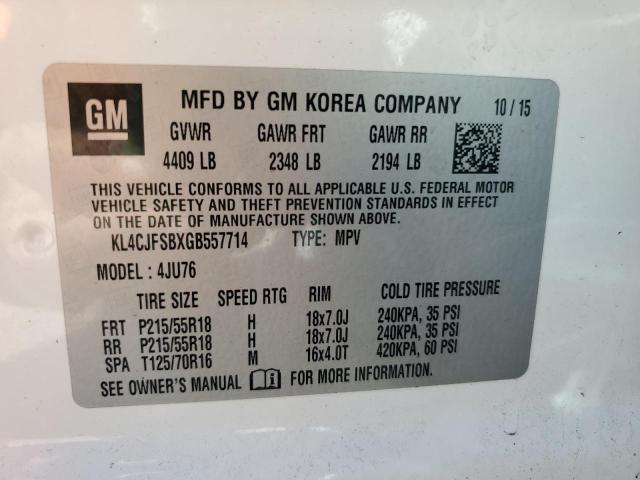 GM MFD BY GM KOREA COMPANY 10/15
GVWR GAWR FRT GAWR RR
4409 LB 2348 LB 2194 LB
THIS VEHICLE CONFORMS TO ALL APPLICABLE U.S. FEDERAL MOTOR
VEHICLE SAFETY AND THEFT PREVENTION STANDARDS IN EFFECT
ON THE DATE OF MANUFACTURE SHOWN ABOVE.
KL4CJFSBXGB557714 TYPE: MPV
MODEL: 4JU76
TIRE SIZE SPEED RTG RIM COLD TIRE PRESSURE
FRT P215/55R18 H 18x7.0J 240KPA, 35 PSI
RR P215/55R18 H 18x7.0J 240KPA, 35 PSI
SPA T125/70R16 M 16x4.0T 420KPA, 60 PSI
SEE OWNER'S MANUAL FOR MORE INFORMATION.